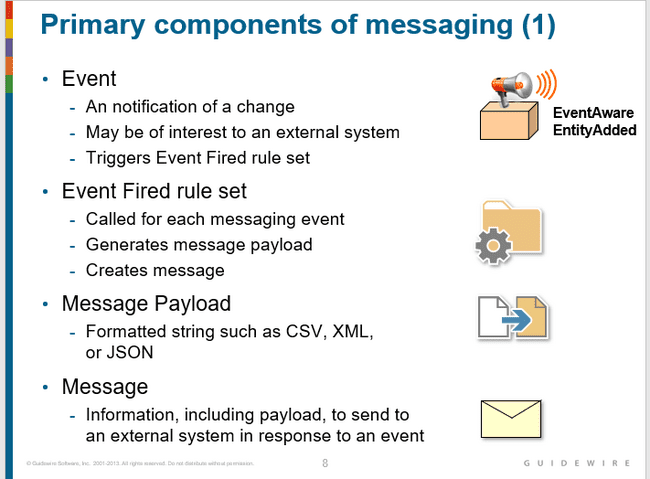 Primary components of messaging (1)
• Event
- An notification of a change
- May be of interest to an external system
- Triggers Event Fired rule set
EventAware
EntityAdded
• Event Fired rule set
- Called for each messaging event
- Generates message payload
- Creates message
• Message Payload
- Formatted string such as CSV, XML,
or JSON
• Message
- Information, including payload, to send to
an external system in response to an event
© Guidewire Software, Inc. 2001-2013. All rights reserved. Do not distribute without permission.
8
GUIDEWIRE